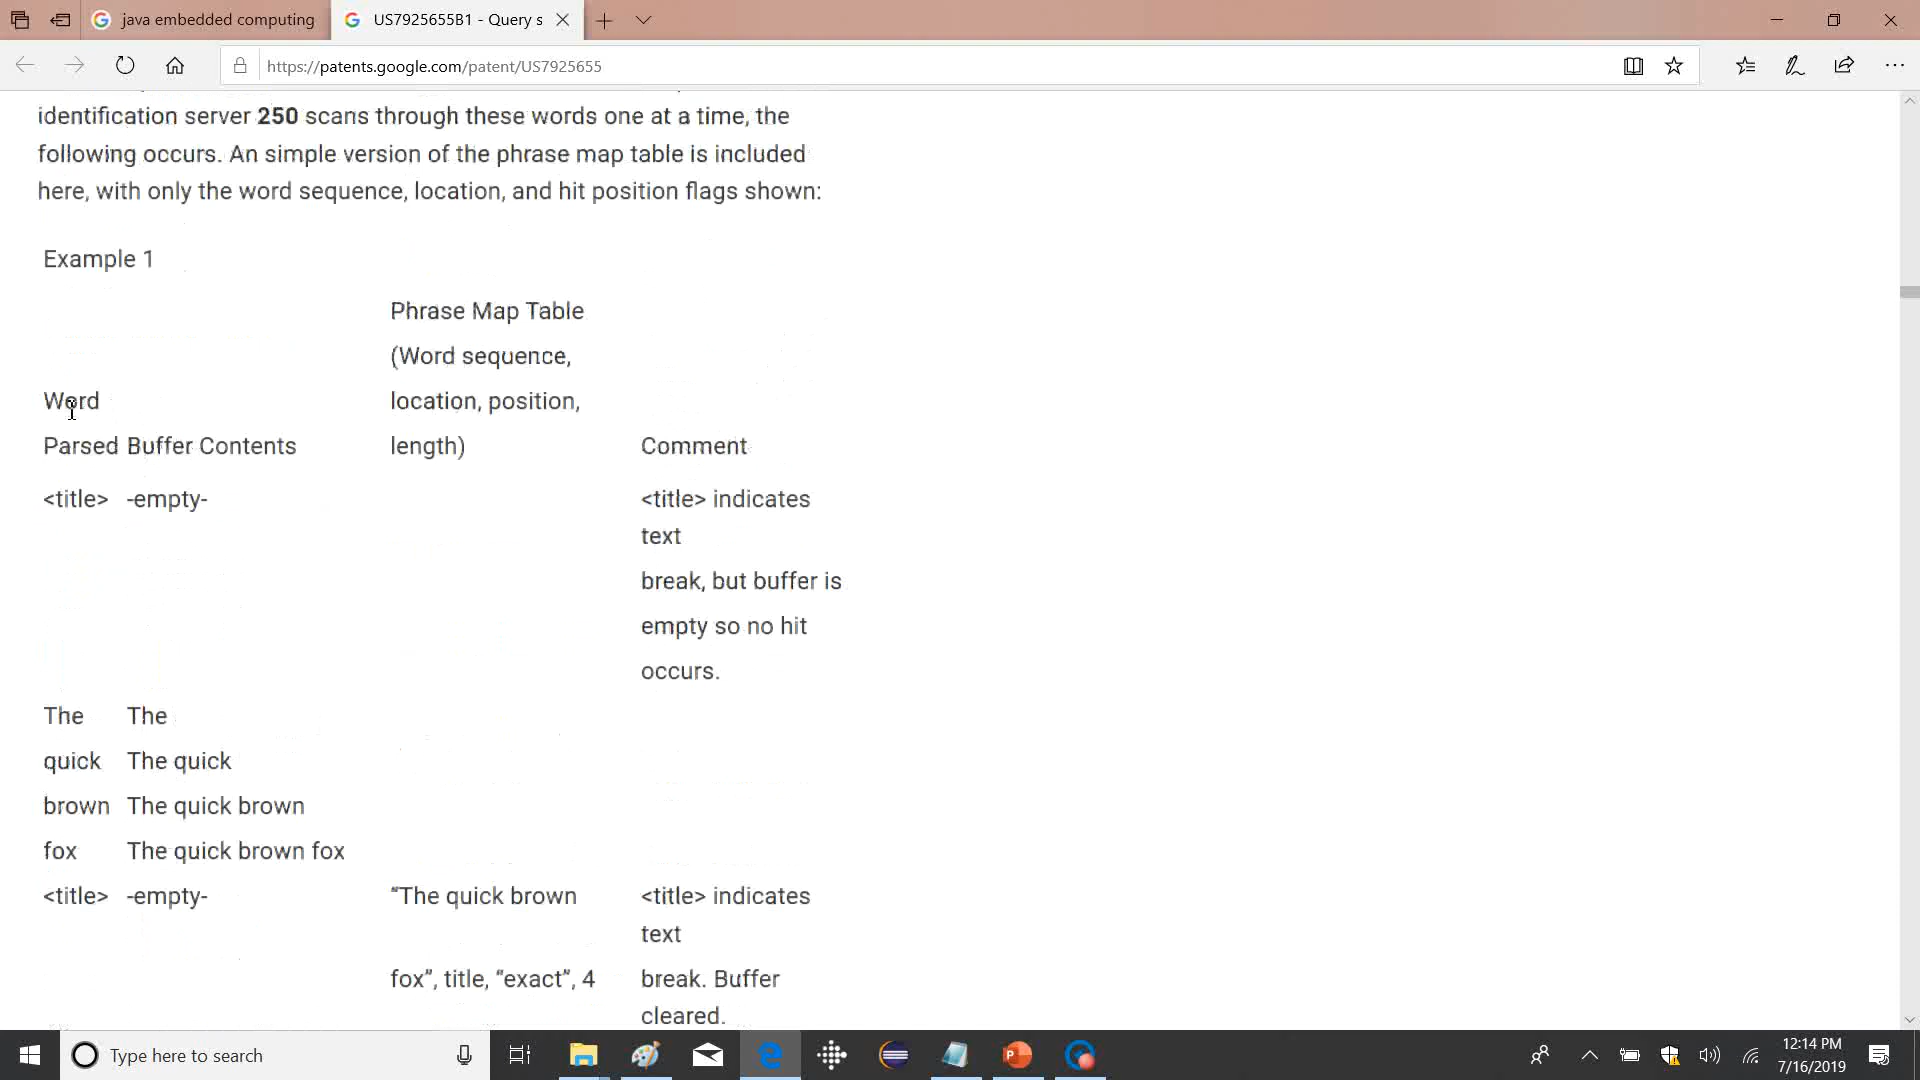 java embedded computing
US7925655B1 - Query s
https://patents.google.com/patent/US7925655
identification server 250 scans through these words one at a time, the
following occurs. An simple version of the phrase map table is included
here, with only the word sequence, location, and hit position flags shown:
Example 1
Phrase Map Table
(Word sequence,
Word location, position,
Parsed Buffer Contents length) Comment
<title> -empty- <title> indicates
text
break, but buffer is
empty so no hit
occurs.
The The
quick The quick
brown The quick brown
fox The quick brown fox
<title> -empty- “The quick brown <title> indicates
text
fox”, title, “exact”, 4 break. Buffer
cleared.
Type here to search
12:14 PM
7/16/2019